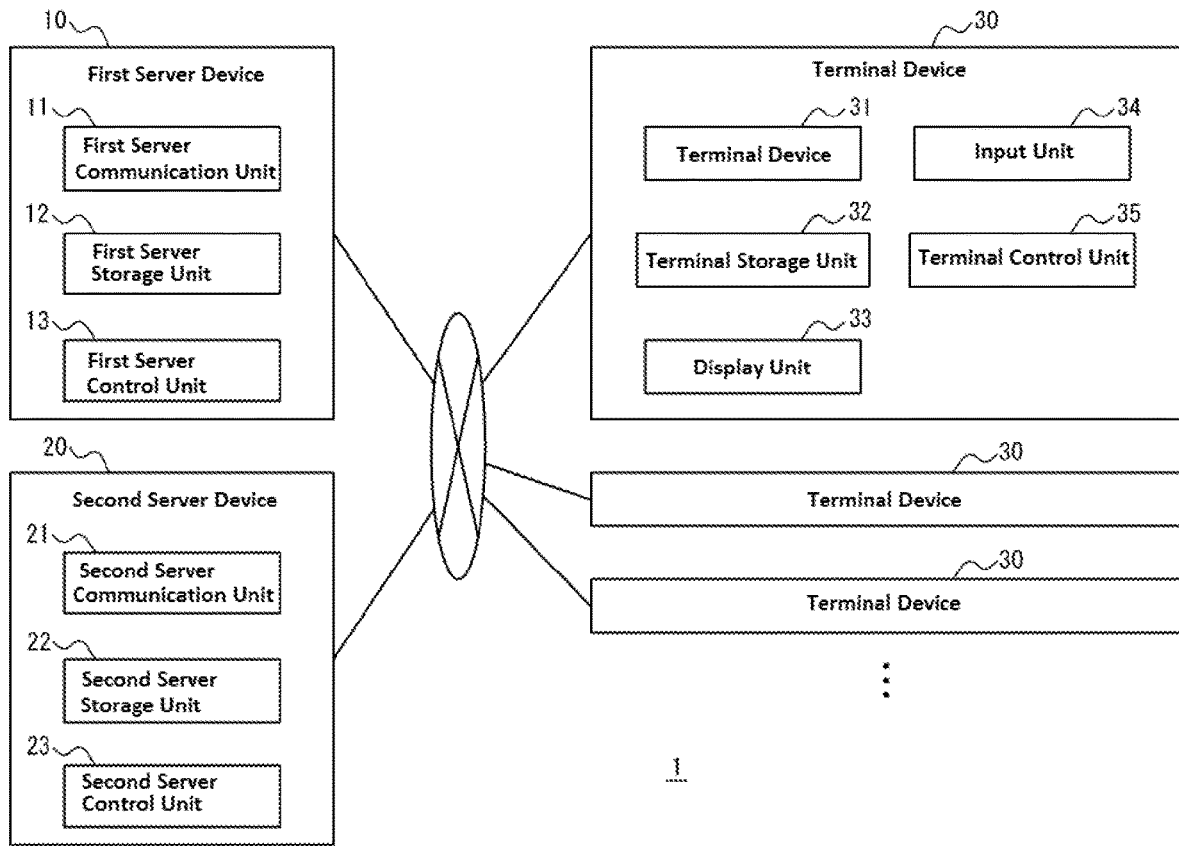 10
First Server Device
11
First Server
Communication Unit
12
First Server
Storage Unit
13
First Server
Control Unit
20
Second Server Device
21
Second Server
Communication Unit
22
Second Server
Storage Unit
23
Second Server
Control Unit
30
Terminal Device
31
Terminal Device
34
Input Unit
32
Terminal Storage Unit
35
Terminal Control Unit
33
Display Unit
30
Terminal Device
30
Terminal Device
1